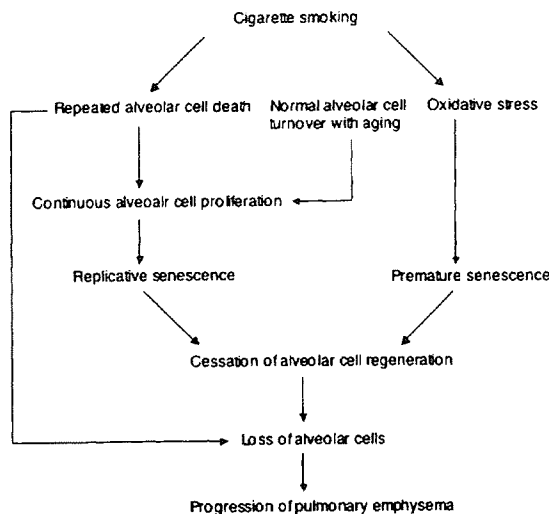 Cigarette smoking
Repeated alveolar cell death
Normal alveolar cell
turnover with aging
Oxidative stress
Continuous alveoair cell proliferation
Replicative senescence
Premature senescence
Cessation of alveolar cell regeneration
Loss of alveolar cells
Progression of pulmonary emphysema